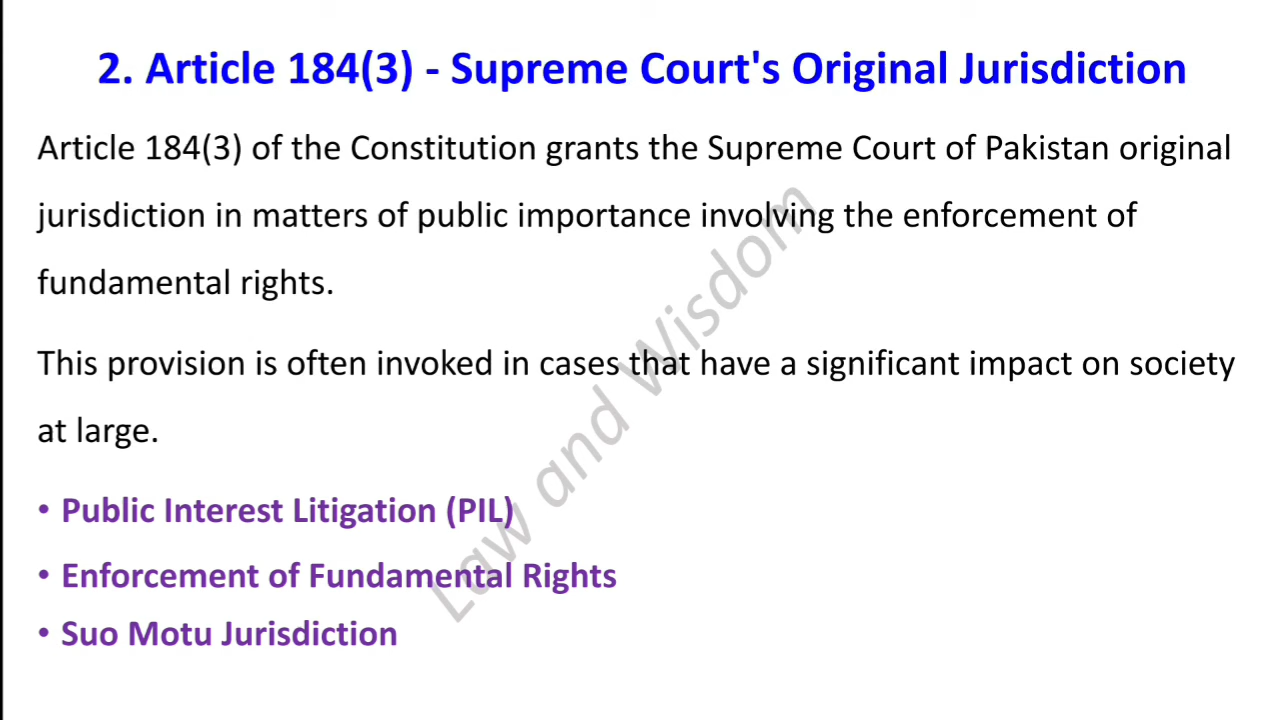 2. Article 184(3) - Supreme Court's Original Jurisdiction
Article 184(3) of the Constitution grants the Supreme Court of Pakistan original
jurisdiction in matters of public importance involving the enforcement of
fundamental rights.
This provision is often invoked in cases that have a significant impact on society
at large.
• Public Interest Litigation (PIL)
• Enforcement of Fundamental Rights
• Suo Motu Jurisdiction
Law and Wisdom